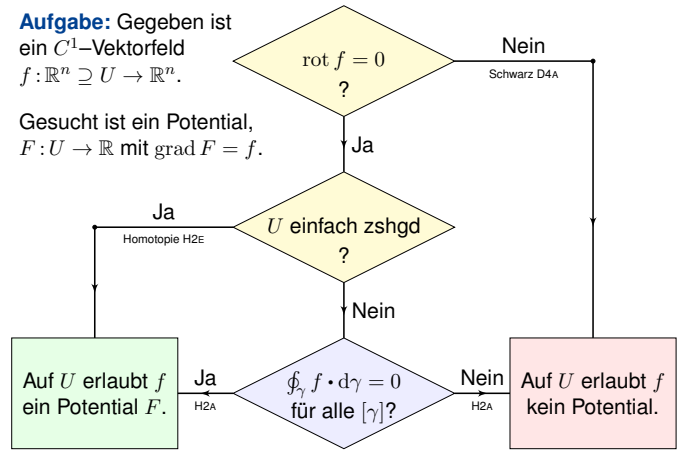 Aufgabe: Gegeben ist
ein C¹–Vektorfeld
f : ℝⁿ ⊇ U → ℝⁿ.
Gesucht ist ein Potential,
F : U → ℝ mit grad F = f.
rot f = 0
?
Nein
Schwarz D4A
Ja
U einfach zshgd
?
Ja
Homotopie H2E
Nein
Auf U erlaubt f
ein Potential F.
Ja
H2A
∮γ f • dγ = 0
für alle [γ]?
Nein
H2A
Auf U erlaubt f
kein Potential.